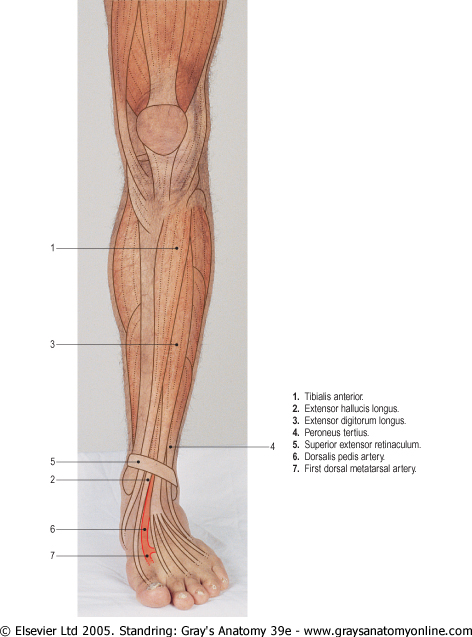 1
3
4
5
2
6
7
1. Tibialis anterior.
2. Extensor hallucis longus.
3. Extensor digitorum longus.
4. Peroneus tertius.
5. Superior extensor retinaculum.
6. Dorsalis pedis artery.
7. First dorsal metatarsal artery.
© Elsevier Ltd 2005. Standring: Gray's Anatomy 39e - www.graysanatomyonline.com